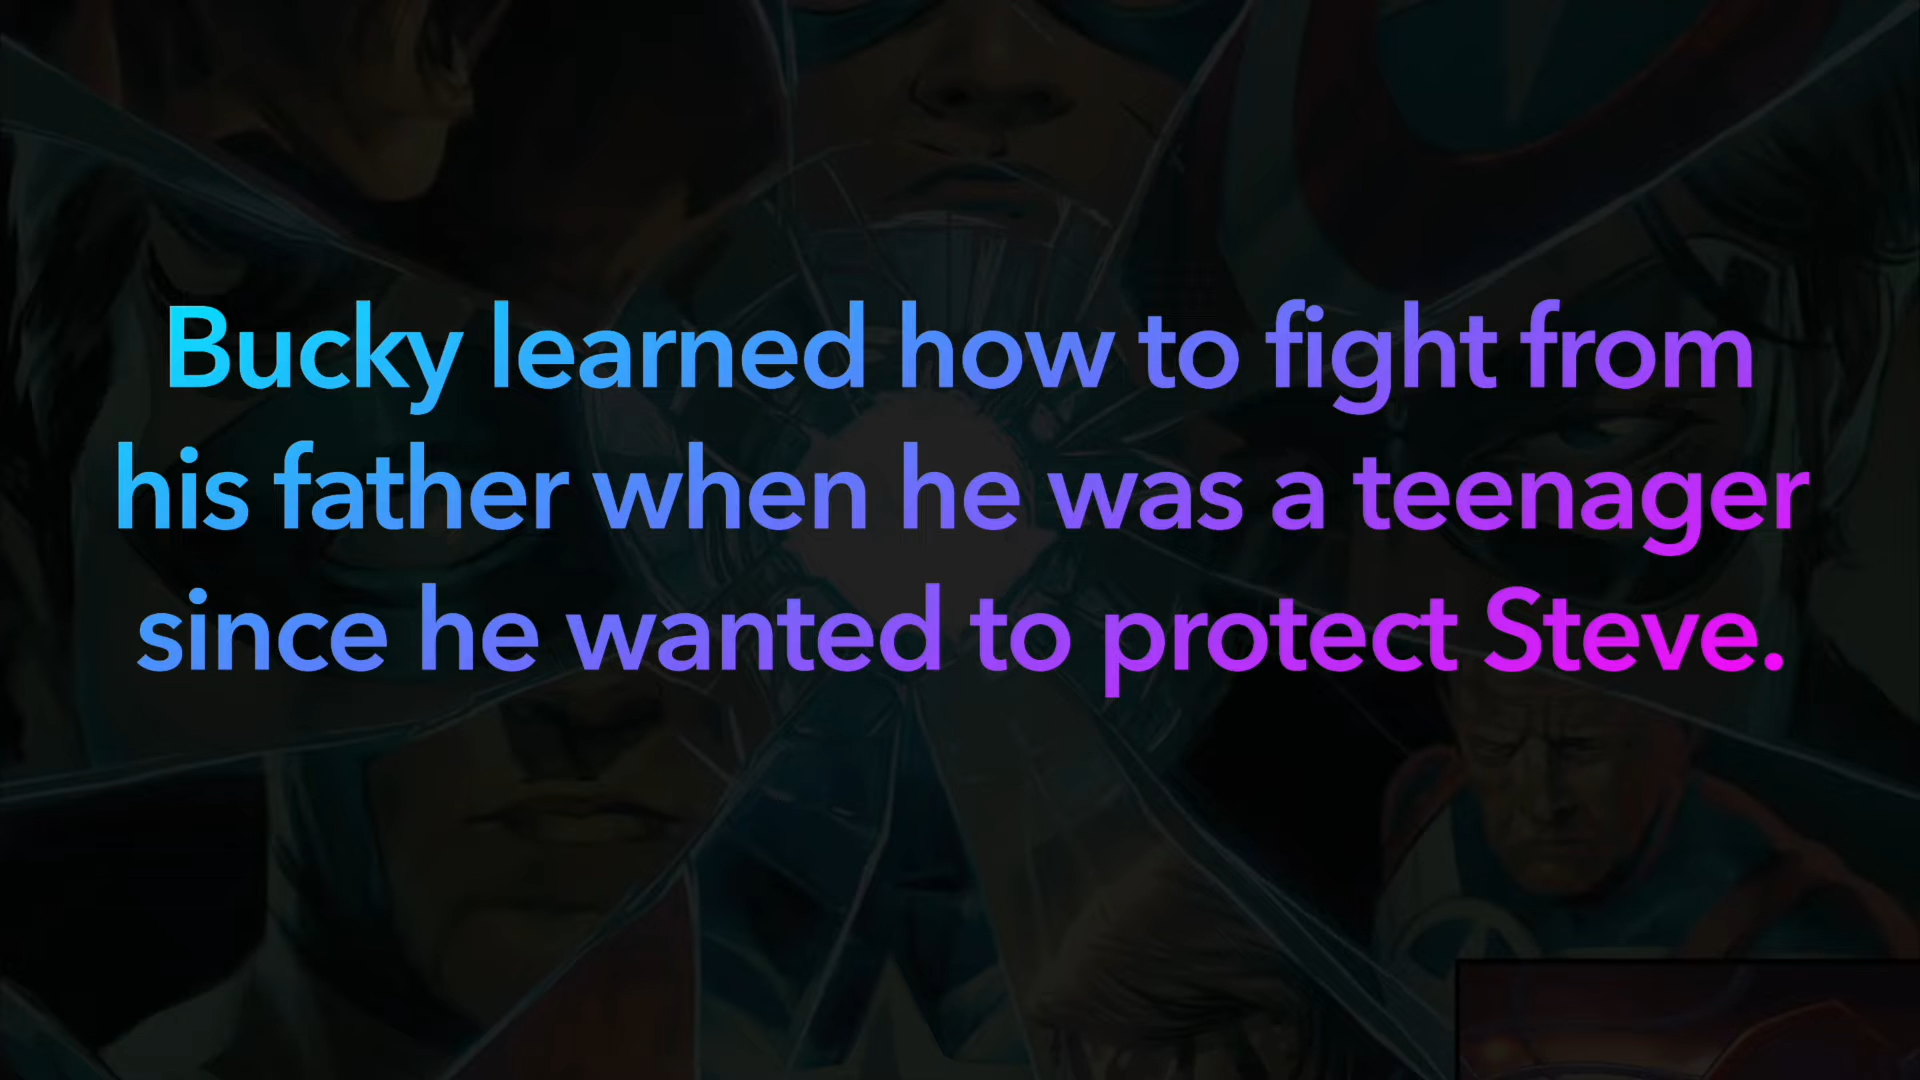 Bucky learned how to fight from
his father when he was a teenager
since he wanted to protect Steve.